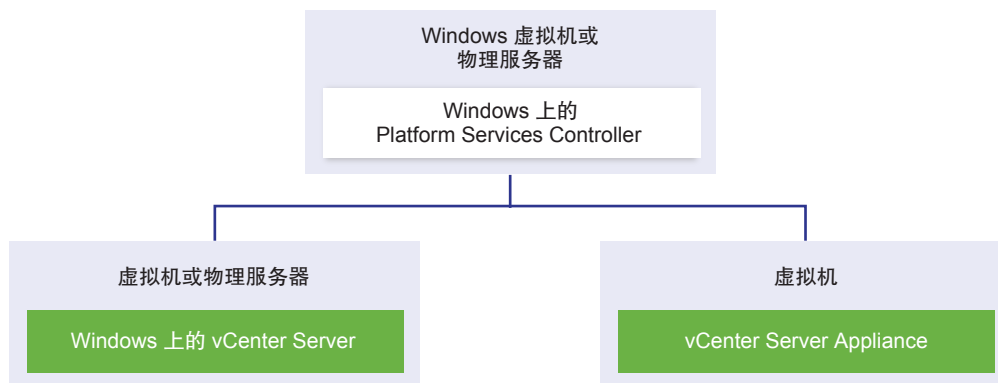 Windows 虚拟机或
物理服务器
Windows 上的
Platform Services Controller
虚拟机或物理服务器
Windows 上的 vCenter Server
虚拟机
vCenter Server Appliance